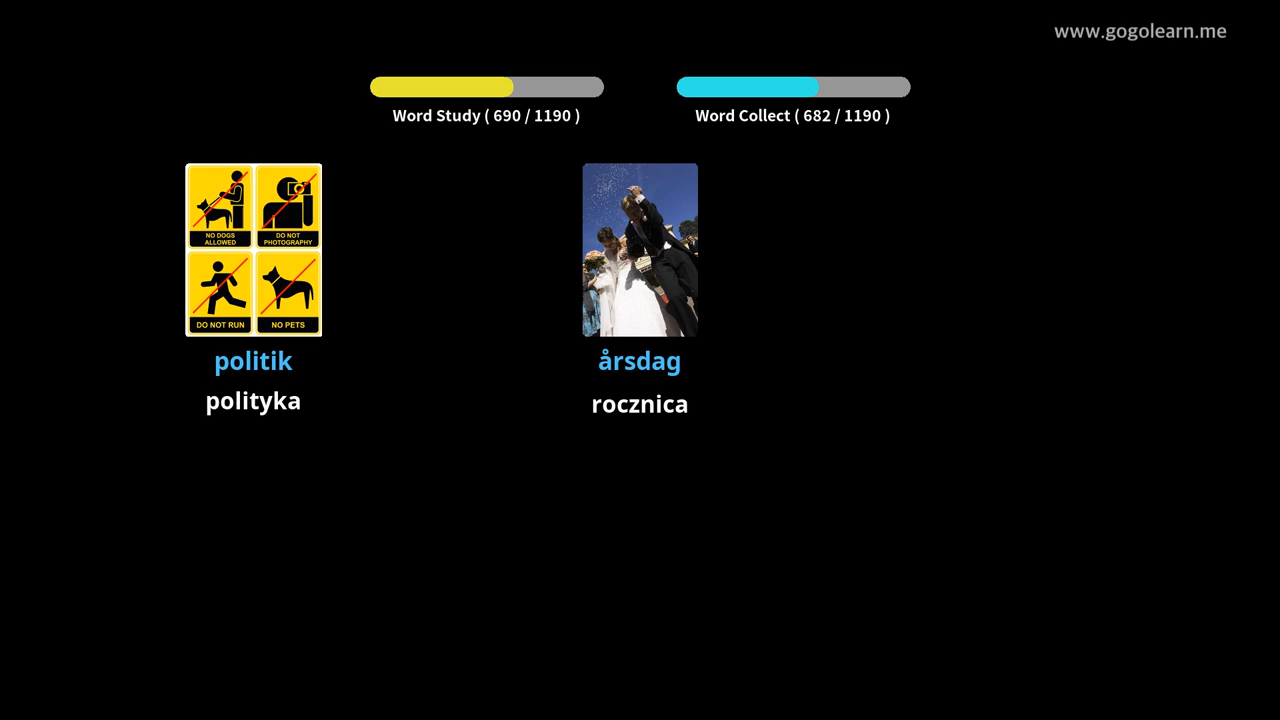 www.gogolearn.me
Word Study ( 690 / 1190 )
Word Collect ( 682 / 1190 )
NO DOGS
ALLOWED
DO NOT
PHOTOGRAPHY
DO NOT RUN
NO PETS
politik
polityka
årsdag
rocznica